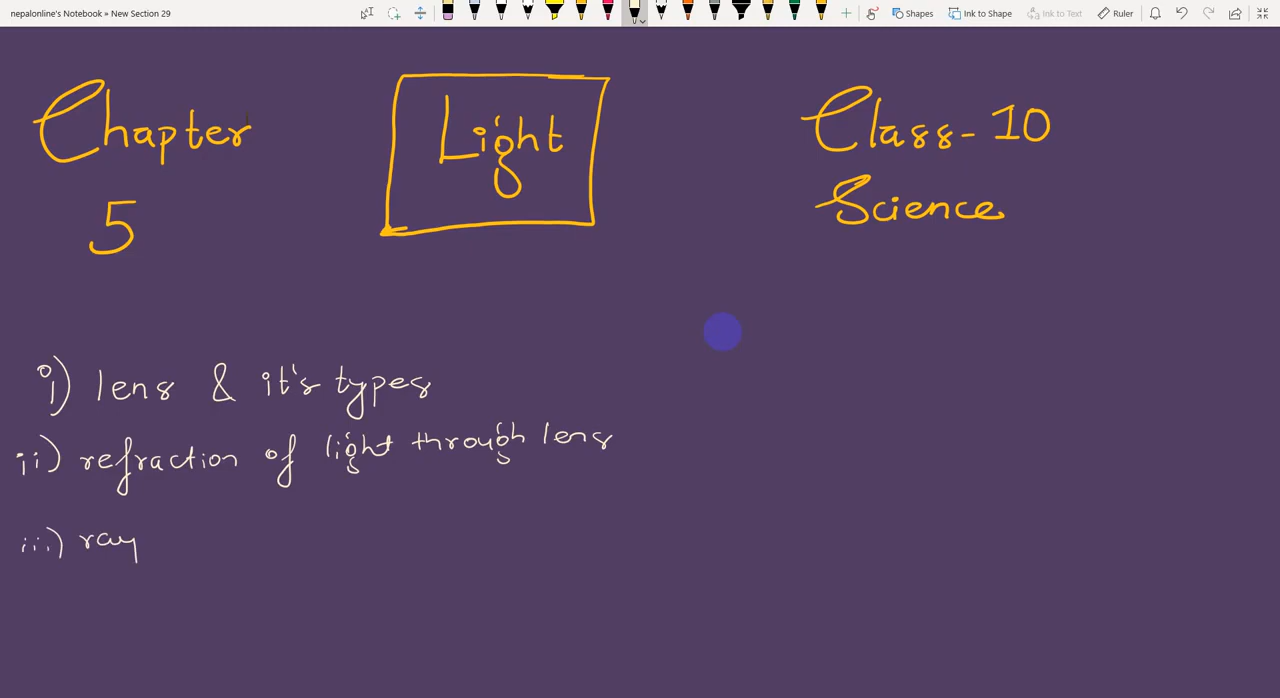 nepalonline's Notebook » New Section 29
Shapes
Ink to Shape
Ink to Text
Ruler
Chapter
5
Light
Class-10
Science
i) lens & it's types
ii) refraction of light through lens
iii) ray